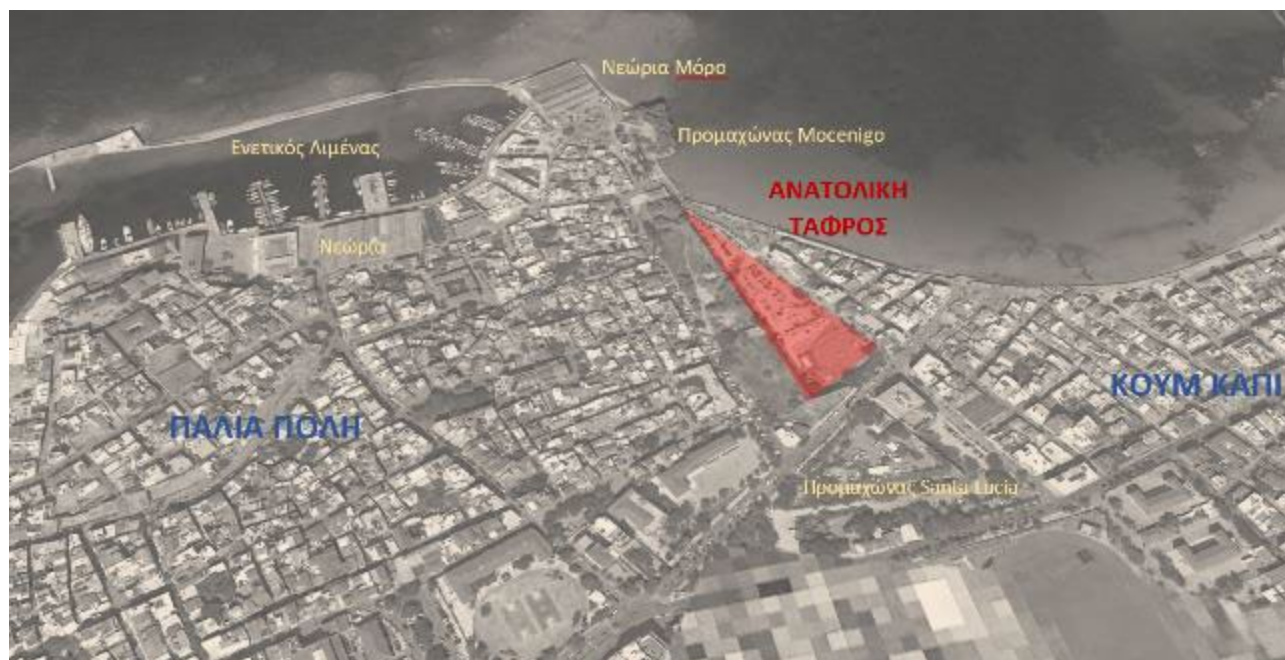 Νεώρια Μόρο
Προμαχώνας Mocenigo
Ενετικός Λιμένας
ΑΝΑΤΟΛΙΚΗ
ΤΑΦΡΟΣ
Νεώρια
ΚΟΥΜ ΚΑΠΙ
ΠΑΛΙΑ ΠΟΛΗ
Προμαχώνας Santa Lucia